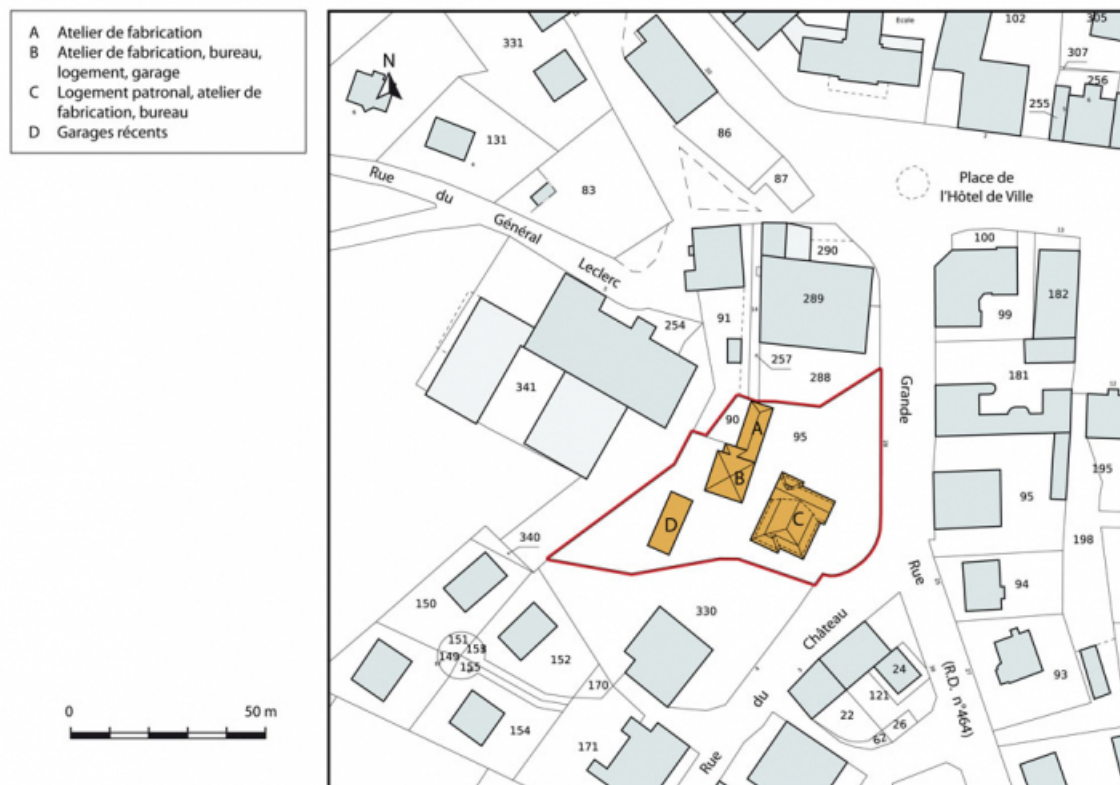 A Atelier de fabrication
B Atelier de fabrication, bureau,
logement, garage
C Logement patronal, atelier de
fabrication, bureau
D Garages récents
0 50 m
N
331
Ecole
102
305
307
256
255
131
86
83
87
Place de
l'Hôtel de Ville
Rue
du
Général
Leclerc
290
100
289
182
99
254
91
257
288
181
341
Grande
90
A
95
B
C
D
195
95
198
340
Rue
94
150
330
Château
151
153
149
155
152
24
93
(R.D. n°464)
170
121
du
22
26
62
154
171
Rue